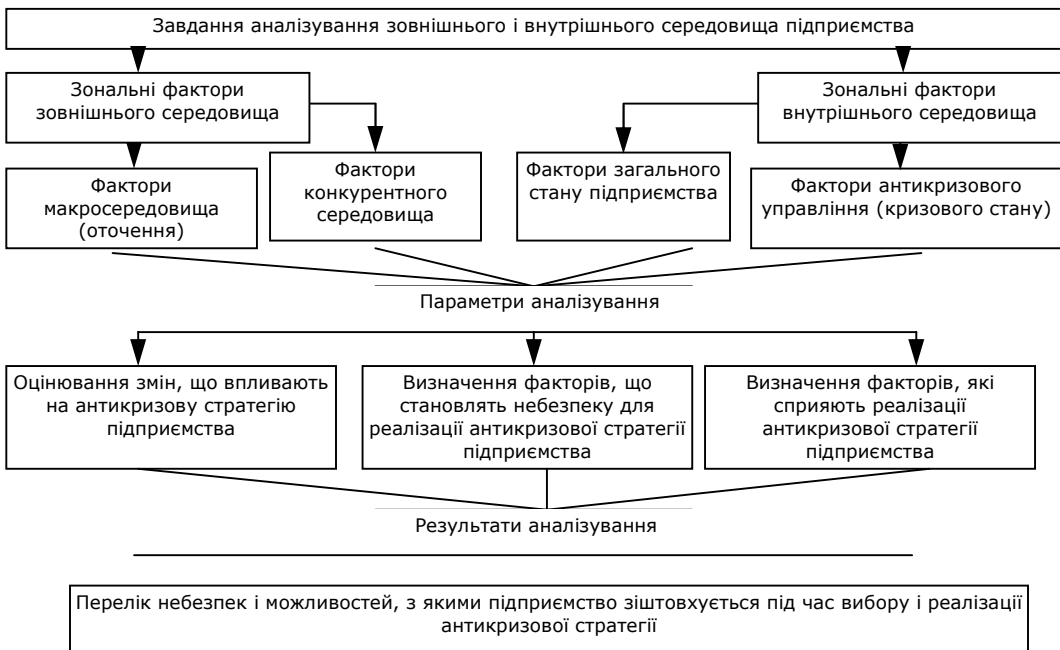 Завдання аналізування зовнішнього і внутрішнього середовища підприємства
Зональні фактори
зовнішнього середовища
Зональні фактори
внутрішнього середовища
Фактори
макросередовища
(оточення)
Фактори
конкурентного
середовища
Фактори загального
стану підприємства
Фактори антикризового
управління (кризового стану)
Параметри аналізування
Оцінювання змін, що впливають
на антикризову стратегію
підприємства
Визначення факторів, що
становлять небезпеку для
реалізації антикризової стратегії
підприємства
Визначення факторів, які
сприяють реалізації
антикризової стратегії
підприємства
Результати аналізування
Перелік небезпек і можливостей, з якими підприємство зіштовхується під час вибору і реалізації
антикризової стратегії